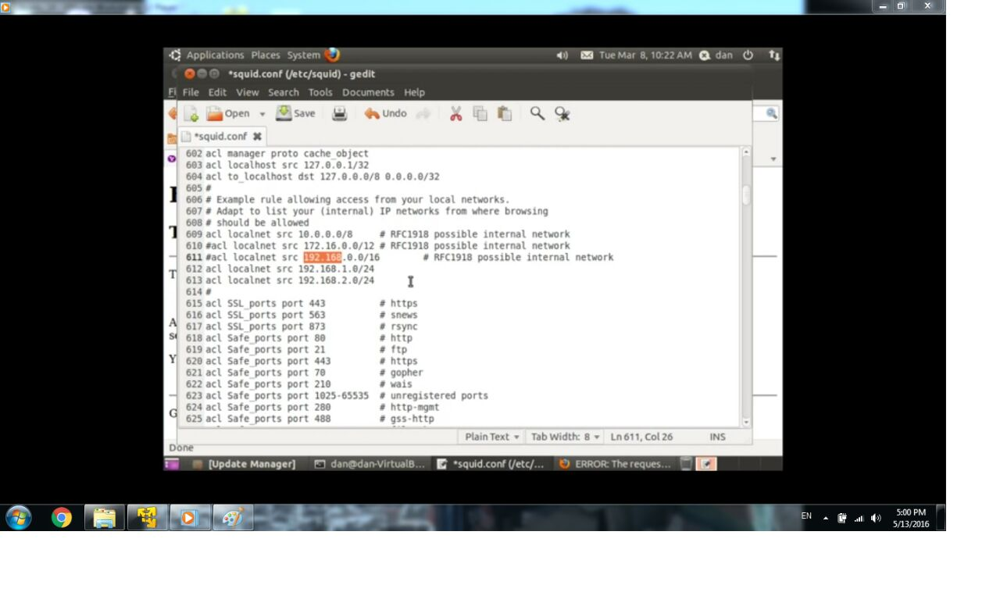 Applications Places System
Tue Mar 8, 10:22 AM dan
*squid.conf (/etc/squid) - gedit
File Edit View Search Tools Documents Help
Open Save Undo
*squid.conf
602 acl manager proto cache_object
603 acl localhost src 127.0.0.1/32
604 acl to_localhost dst 127.0.0.0/8 0.0.0.0/32
605 #
606 # Example rule allowing access from your local networks.
607 # Adapt to list your (internal) IP networks from where browsing
608 # should be allowed
609 acl localnet src 10.0.0.0/8 # RFC1918 possible internal network
610 #acl localnet src 172.16.0.0/12 # RFC1918 possible internal network
611 #acl localnet src 192.168.0.0/16 # RFC1918 possible internal network
612 acl localnet src 192.168.1.0/24
613 acl localnet src 192.168.2.0/24
614 #
615 acl SSL_ports port 443 # https
616 acl SSL_ports port 563 # snews
617 acl SSL_ports port 873 # rsync
618 acl Safe_ports port 80 # http
619 acl Safe_ports port 21 # ftp
620 acl Safe_ports port 443 # https
621 acl Safe_ports port 70 # gopher
622 acl Safe_ports port 210 # wais
623 acl Safe_ports port 1025-65535 # unregistered ports
624 acl Safe_ports port 280 # http-mgmt
625 acl Safe_ports port 488 # gss-http
Plain Text Tab Width: 8 Ln 611, Col 26 INS
Done
[Update Manager] dan@dan-VirtualB... *squid.conf (/etc/... ERROR: The reques...
EN
5:00 PM
5/13/2016